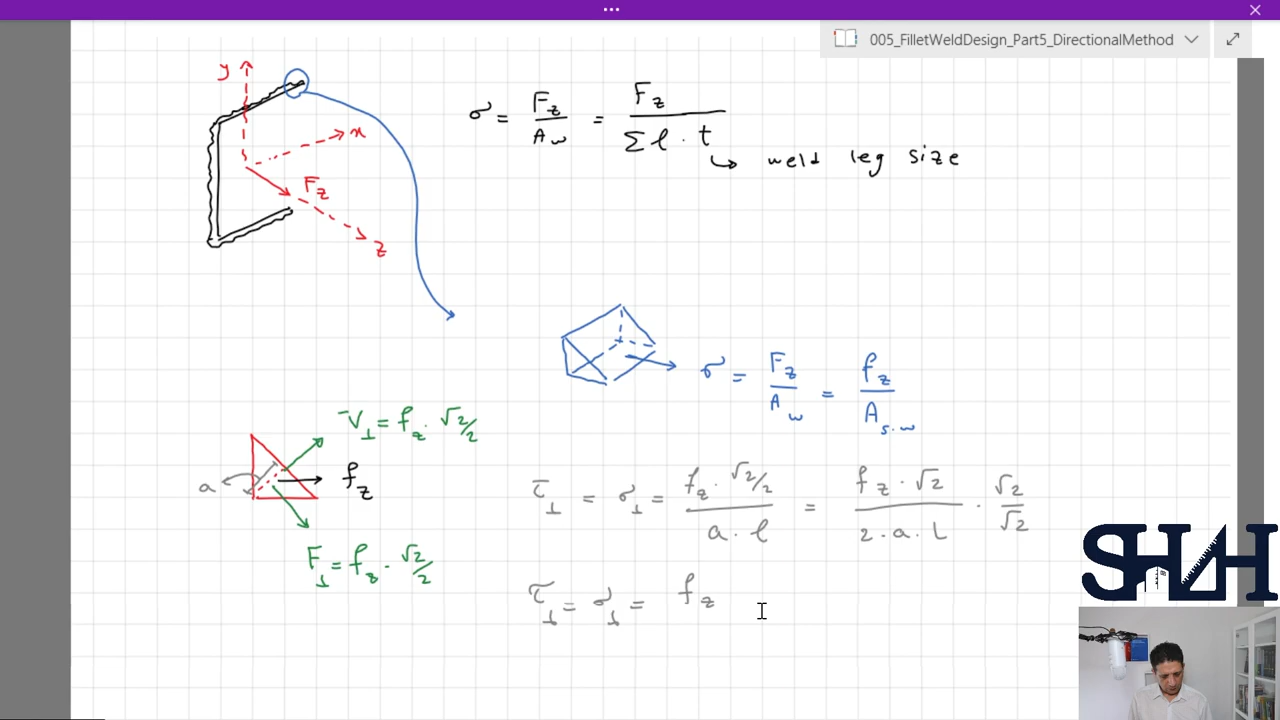 005_FilletWeldDesign_Part5_DirectionalMethod
y
x
F_z
z
σ = F_z / A_w = F_z / Σl · t
↳ weld leg size
σ = F_z / A_w = f_z / A_s.w
V_⊥ = f_z · √2/2
a
f_z
F_⊥ = f_z · √2/2
τ_⊥ = σ_⊥ = f_z · √2/2 / a · l = f_z · √2 / 2 · a · L · √2/√2
τ_⊥ = σ_⊥ = f_z
SHLH